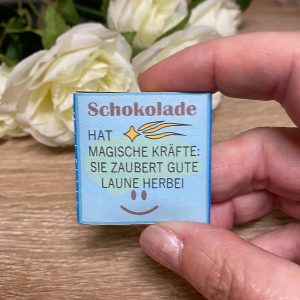 Schokolade
HAT
MAGISCHE KRÄFTE:
SIE ZAUBERT GUTE
LAUNE HERBEI